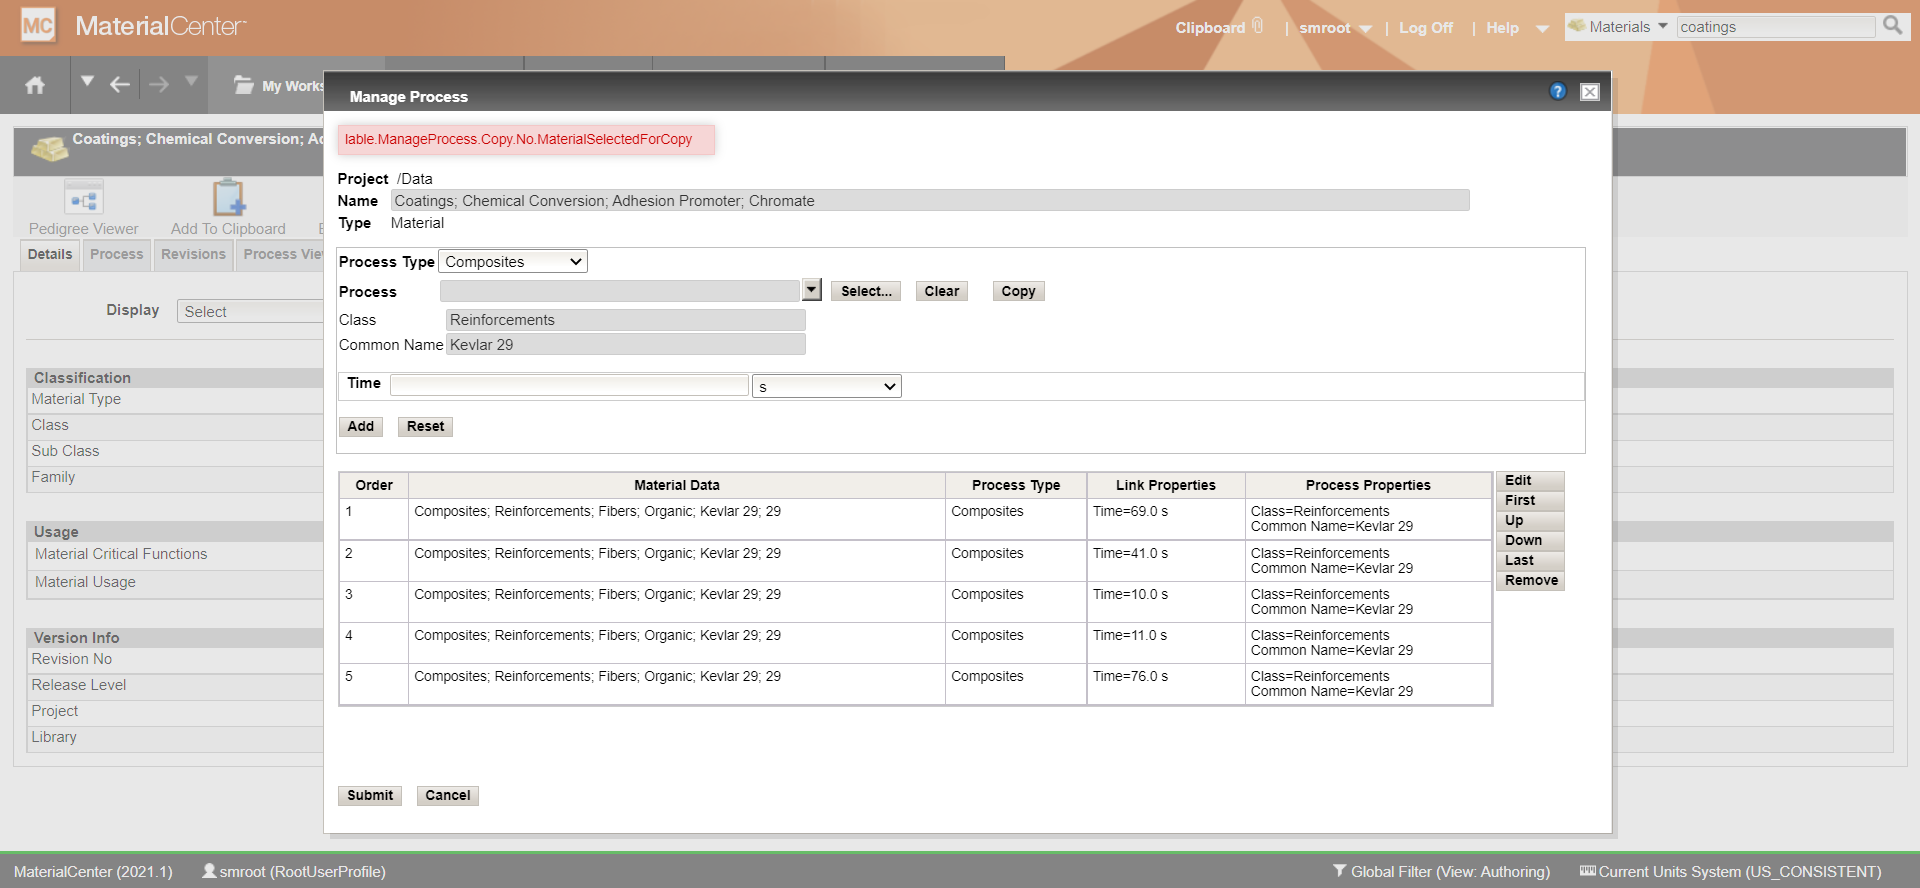 MC MaterialCenter
Clipboard | smroot | Log Off | Help Materials coatings
My Works
Manage Process
Coatings; Chemical Conversion; Ad
lable.ManageProcess.Copy.No.MaterialSelectedForCopy
Project /Data
Name Coatings; Chemical Conversion; Adhesion Promoter; Chromate
Type Material
Pedigree Viewer Add To Clipboard
Details Process Revisions Process Vie
Display Select
Process Type Composites
Process Select... Clear Copy
Class Reinforcements
Common Name Kevlar 29
Time s
Add Reset
Classification
Material Type
Class
Sub Class
Family
Usage
Material Critical Functions
Material Usage
Version Info
Revision No
Release Level
Project
Library
Order Material Data Process Type Link Properties Process Properties
1 Composites; Reinforcements; Fibers; Organic; Kevlar 29; 29 Composites Time=69.0 s Class=Reinforcements
Common Name=Kevlar 29
2 Composites; Reinforcements; Fibers; Organic; Kevlar 29; 29 Composites Time=41.0 s Class=Reinforcements
Common Name=Kevlar 29
3 Composites; Reinforcements; Fibers; Organic; Kevlar 29; 29 Composites Time=10.0 s Class=Reinforcements
Common Name=Kevlar 29
4 Composites; Reinforcements; Fibers; Organic; Kevlar 29; 29 Composites Time=11.0 s Class=Reinforcements
Common Name=Kevlar 29
5 Composites; Reinforcements; Fibers; Organic; Kevlar 29; 29 Composites Time=76.0 s Class=Reinforcements
Common Name=Kevlar 29
Edit
First
Up
Down
Last
Remove
Submit Cancel
MaterialCenter (2021.1) smroot (RootUserProfile) Global Filter (View: Authoring) Current Units System (US_CONSISTENT)